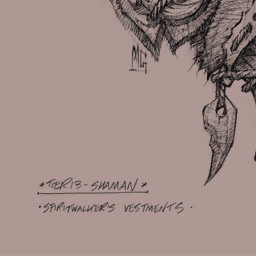 *TIER 13 - SHAMAN*
• SPIRITWALKER'S VESTMENTS •